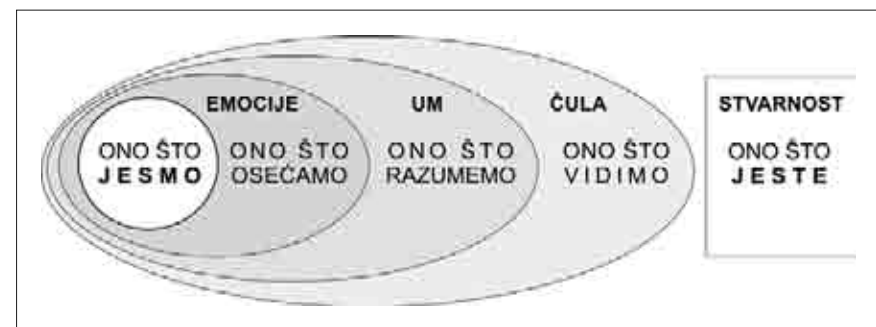 EMOCIJE UM ČULA STVARNOST
ONO ŠTO ONO ŠTO ONO ŠTO ONO ŠTO ONO ŠTO
JESMO OSEĆAMO RAZUMEMO VIDIMO JESTE